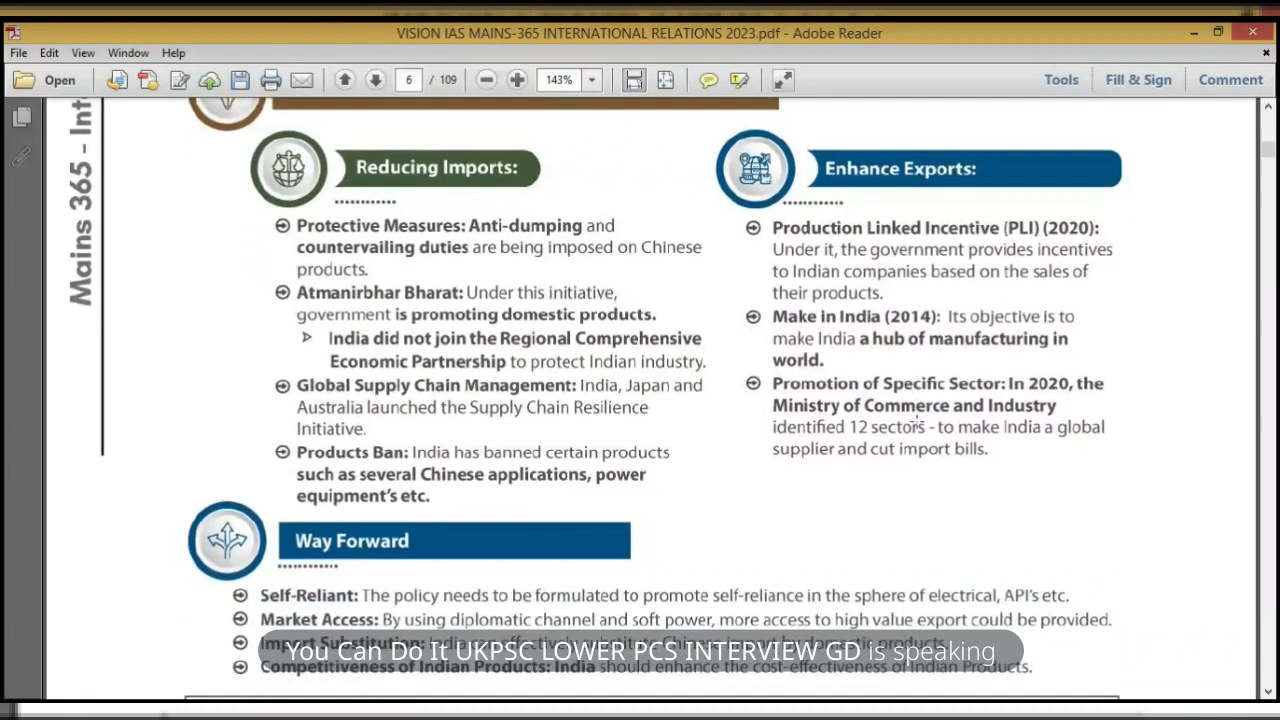 VISION IAS MAINS-365 INTERNATIONAL RELATIONS 2023.pdf - Adobe Reader
File Edit View Window Help
Open 6 / 109 143% Tools Fill & Sign Comment
Mains 365 - Int
Reducing Imports:
Protective Measures: Anti-dumping and
countervailing duties are being imposed on Chinese
products.
Atmanirbhar Bharat: Under this initiative,
government is promoting domestic products.
India did not join the Regional Comprehensive
Economic Partnership to protect Indian industry.
Global Supply Chain Management: India, Japan and
Australia launched the Supply Chain Resilience
Initiative.
Products Ban: India has banned certain products
such as several Chinese applications, power
equipment's etc.
Enhance Exports:
Production Linked Incentive (PLI) (2020):
Under it, the government provides incentives
to Indian companies based on the sales of
their products.
Make in India (2014): Its objective is to
make India a hub of manufacturing in
world.
Promotion of Specific Sector: In 2020, the
Ministry of Commerce and Industry
identified 12 sectors - to make India a global
supplier and cut import bills.
Way Forward
Self-Reliant: The policy needs to be formulated to promote self-reliance in the sphere of electrical, API's etc.
Market Access: By using diplomatic channel and soft power, more access to high value export could be provided.
Import Substitution: India can effectively substitute Chinese import by domestic products.
You Can Do It UKPSC LOWER PCS INTERVIEW GD is speaking
Competitiveness of Indian Products: India should enhance the cost-effectiveness of Indian Products.